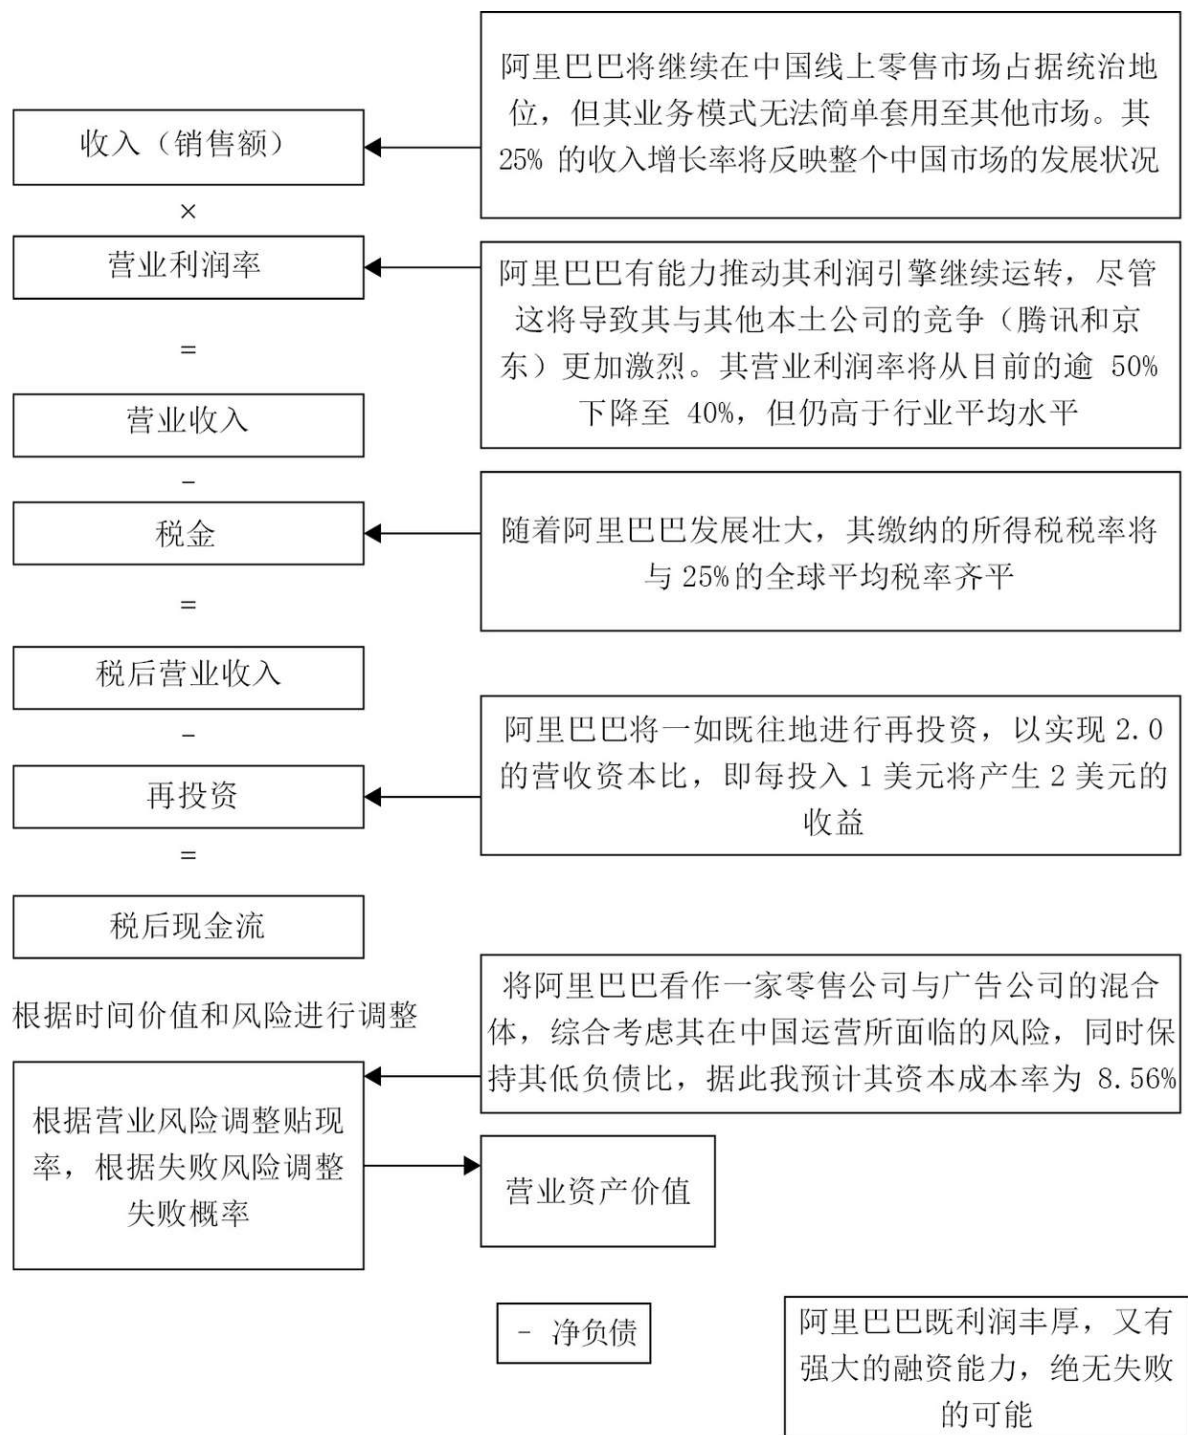 阿里巴巴将继续在中国线上零售市场占据统治地
位，但其业务模式无法简单套用至其他市场。其
25% 的收入增长率将反映整个中国市场的发展状况
收入（销售额）
×
营业利润率
阿里巴巴有能力推动其利润引擎继续运转，尽管
这将导致其与其他本土公司的竞争（腾讯和京
东）更加激烈。其营业利润率将从目前的逾 50%
下降至 40%，但仍高于行业平均水平
=
营业收入
-
税金
随着阿里巴巴发展壮大，其缴纳的所得税税率将
与 25%的全球平均税率齐平
=
税后营业收入
-
再投资
阿里巴巴将一如既往地进行再投资，以实现 2.0
的营收资本比，即每投入 1 美元将产生 2 美元的
收益
=
税后现金流
根据时间价值和风险进行调整
将阿里巴巴看作一家零售公司与广告公司的混合
体，综合考虑其在中国运营所面临的风险，同时保
持其低负债比，据此我预计其资本成本率为 8.56%
根据营业风险调整贴现
率，根据失败风险调整
失败概率
营业资产价值
- 净负债
阿里巴巴既利润丰厚，又有
强大的融资能力，绝无失败
的可能